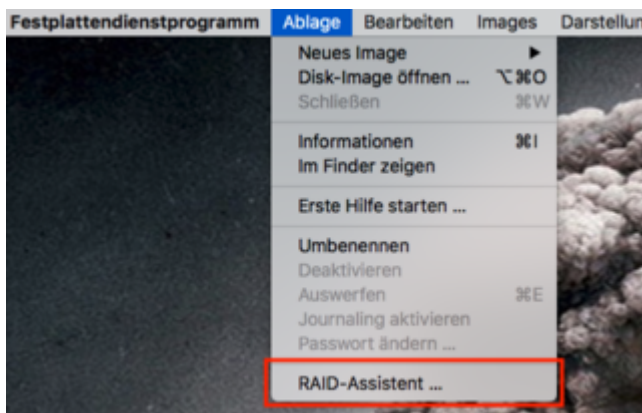 Festplattendienstprogramm Ablage Bearbeiten Images Darstellun
Neues Image ▶
Disk-Image öffnen ... ⌥⌘O
Schließen ⌘W
Informationen ⌘I
Im Finder zeigen
Erste Hilfe starten ...
Umbenennen
Deaktivieren
Auswerfen ⌘E
Journaling aktivieren
Passwort ändern ...
RAID-Assistent ...